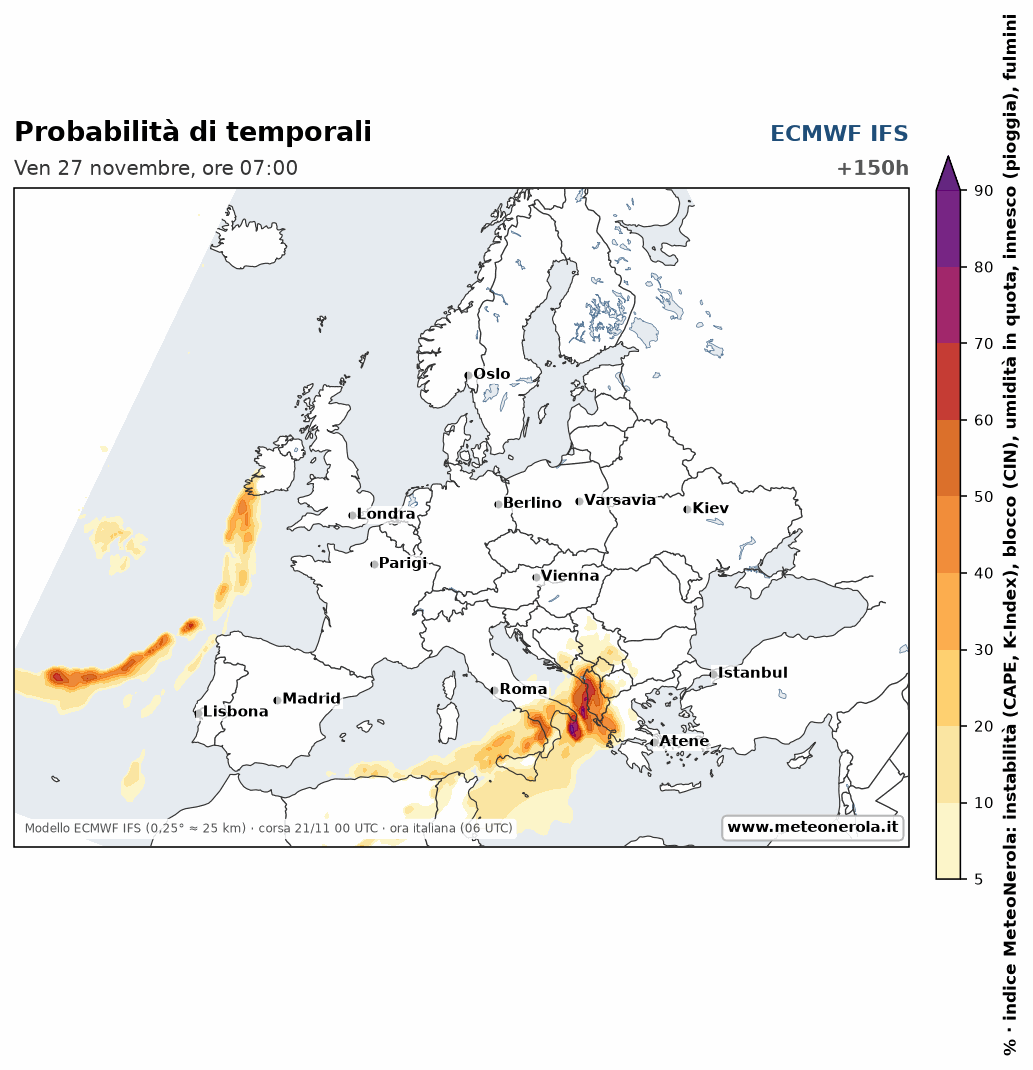 Probabilità di temporali
ECMWF IFS
Ven 27 novembre, ore 07:00
+150h
Oslo
Berlino
Varsavia
Kiev
Londra
Parigi
Vienna
Istanbul
Roma
Madrid
Lisbona
Atene
Modello ECMWF IFS (0,25° ≈ 25 km) · corsa 21/11 00 UTC · ora italiana (06 UTC)
www.meteonerola.it
90
80
70
60
50
40
30
20
10
5
% · indice MeteoNerola: instabilità (CAPE, K-Index), blocco (CIN), umidità in quota, innesco (pioggia), fulmini